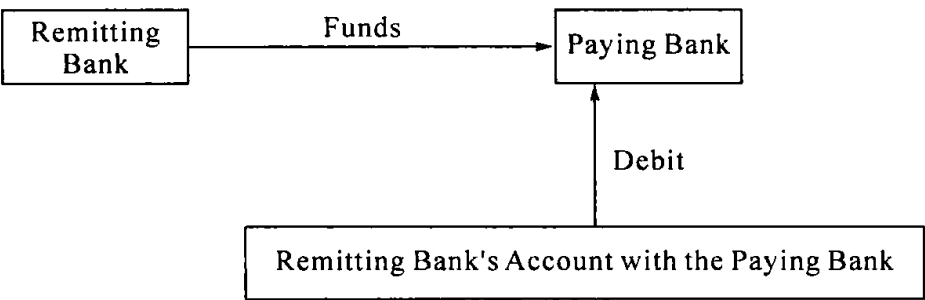 Remitting
Bank
Funds
Paying Bank
Debit
Remitting Bank's Account with the Paying Bank